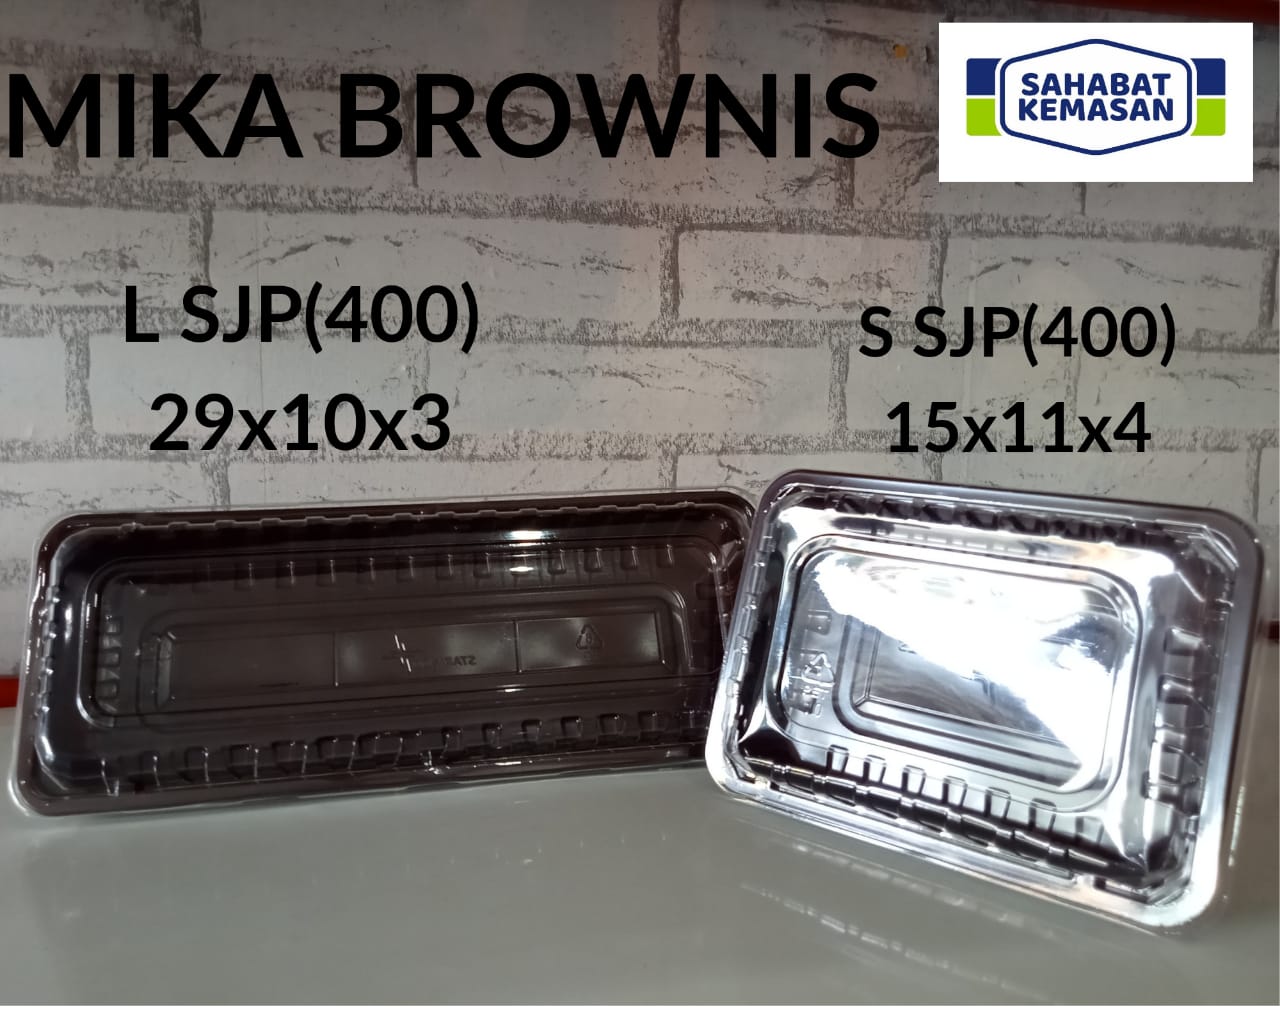 MIKA BROWNIS
SAHABAT
KEMASAN
L SJP(400)
29x10x3
S SJP(400)
15x11x4